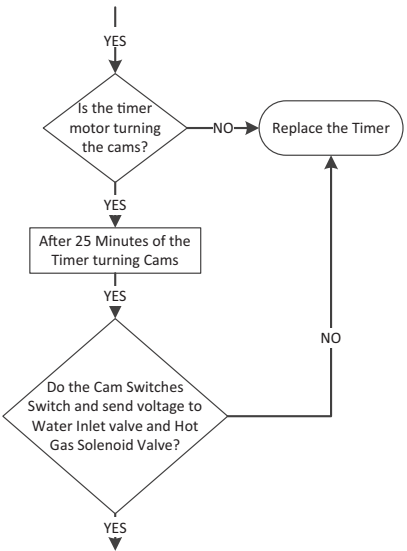 YES
Is the timer
motor turning
the cams?
NO
Replace the Timer
YES
After 25 Minutes of the
Timer turning Cams
YES
NO
Do the Cam Switches
Switch and send voltage to
Water Inlet valve and Hot
Gas Solenoid Valve?
YES